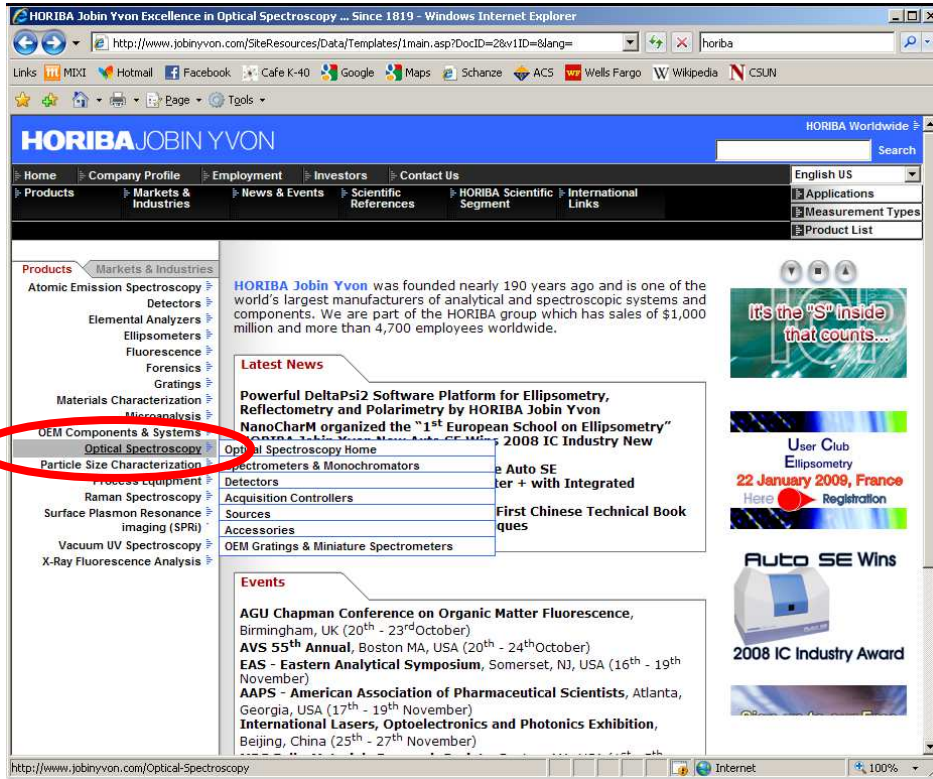 HORIBA Jobin Yvon Excellence in Optical Spectroscopy ... Since 1819 - Windows Internet Explorer
http://www.jobinyvon.com/SiteResources/Data/Templates/1main.asp?DocID=2&v1ID=&lang=
horiba
Links MIXI Hotmail Facebook Cafe K-40 Google Maps Schanze ACS Wells Fargo Wikipedia CSUN
Page Tools
HORIBA Worldwide
HORIBAJOBIN YVON
Search
Home Company Profile Employment Investors Contact Us
English US
Products Markets & Industries News & Events Scientific References HORIBA Scientific Segment International Links
Applications
Measurement Types
Product List
Products Markets & Industries
Atomic Emission Spectroscopy
Detectors
Elemental Analyzers
Ellipsometers
Fluorescence
Forensics
Gratings
Materials Characterization
Microanalysis
OEM Components & Systems
Optical Spectroscopy
Particle Size Characterization
Process Equipment
Raman Spectroscopy
Surface Plasmon Resonance
imaging (SPRi)
Vacuum UV Spectroscopy
X-Ray Fluorescence Analysis
Optical Spectroscopy Home
Spectrometers & Monochromators
Detectors
Acquisition Controllers
Sources
Accessories
OEM Gratings & Miniature Spectrometers
HORIBA Jobin Yvon was founded nearly 190 years ago and is one of the
world's largest manufacturers of analytical and spectroscopic systems and
components. We are part of the HORIBA group which has sales of $1,000
million and more than 4,700 employees worldwide.
Latest News
Powerful DeltaPsi2 Software Platform for Ellipsometry,
Reflectometry and Polarimetry by HORIBA Jobin Yvon
NanoCharM organized the "1st European School on Ellipsometry"
HORIBA Jobin Yvon New Auto SE Wins 2008 IC Industry New
e Auto SE
ter + with Integrated
First Chinese Technical Book
ques
Events
AGU Chapman Conference on Organic Matter Fluorescence,
Birmingham, UK (20th - 23rdOctober)
AVS 55th Annual, Boston MA, USA (20th - 24thOctober)
EAS - Eastern Analytical Symposium, Somerset, NJ, USA (16th - 19th
November)
AAPS - American Association of Pharmaceutical Scientists, Atlanta,
Georgia, USA (17th - 19th November)
International Lasers, Optoelectronics and Photonics Exhibition,
Beijing, China (25th - 27th November)
It's the "S" inside
that counts...
User Club
Ellipsometry
22 January 2009, France
Here Registration
Auto SE Wins
2008 IC Industry Award
http://www.jobinyvon.com/Optical-Spectroscopy
Internet
100%